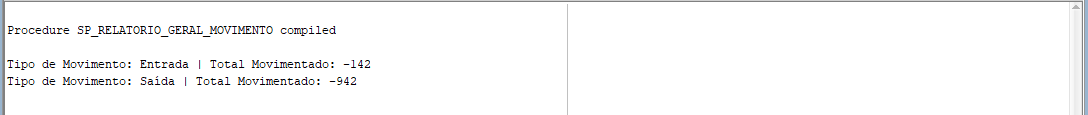 Procedure SP_RELATORIO_GERAL_MOVIMENTO compiled
Tipo de Movimento: Entrada | Total Movimentado: -142
Tipo de Movimento: Saída | Total Movimentado: -942